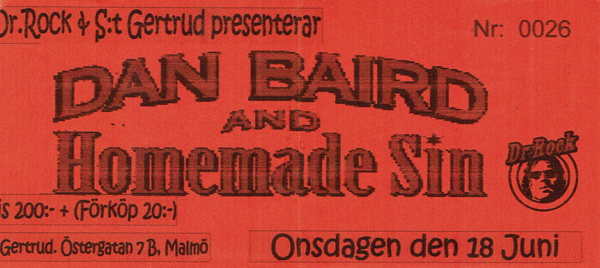 Dr.Rock & S:t Gertrud presenterar
Nr: 0026
DAN BAIRD
AND
Homemade Sin
Dr.Rock
is 200:- + (Förköp 20:-)
Gertrud. Östergatan 7 B, Malmö
Onsdagen den 18 Juni